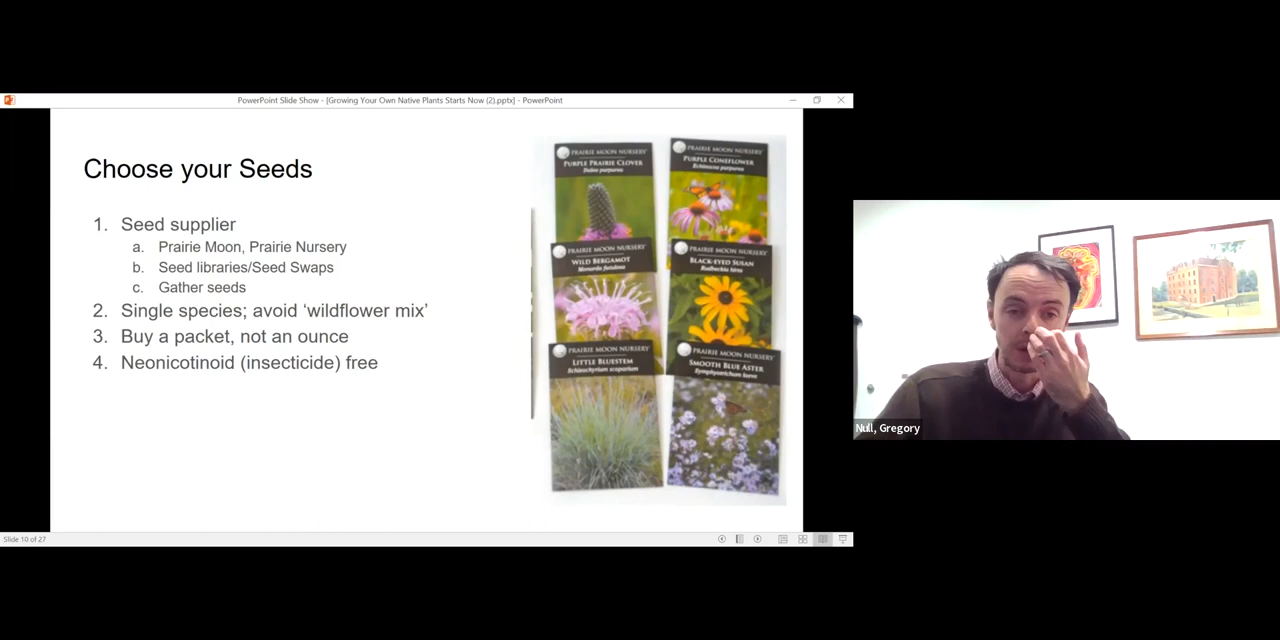 PowerPoint Slide Show - [Growing Your Own Native Plants Starts Now (2).pptx] - PowerPoint
Choose your Seeds
1. Seed supplier
a. Prairie Moon, Prairie Nursery
b. Seed libraries/Seed Swaps
c. Gather seeds
2. Single species; avoid ‘wildflower mix’
3. Buy a packet, not an ounce
4. Neonicotinoid (insecticide) free
PRAIRIE MOON NURSERY
PURPLE PRAIRIE CLOVER
Dalea purpurea
PRAIRIE MOON NURSERY
PURPLE CONEFLOWER
Echinacea purpurea
PRAIRIE MOON NURSERY
WILD BERGAMOT
Monarda fistulosa
PRAIRIE MOON NURSERY
BLACK-EYED SUSAN
Rudbeckia hirta
PRAIRIE MOON NURSERY
LITTLE BLUESTEM
Schizachyrium scoparium
PRAIRIE MOON NURSERY
SMOOTH BLUE ASTER
Symphyotrichum laeve
Null, Gregory
Slide 10 of 27